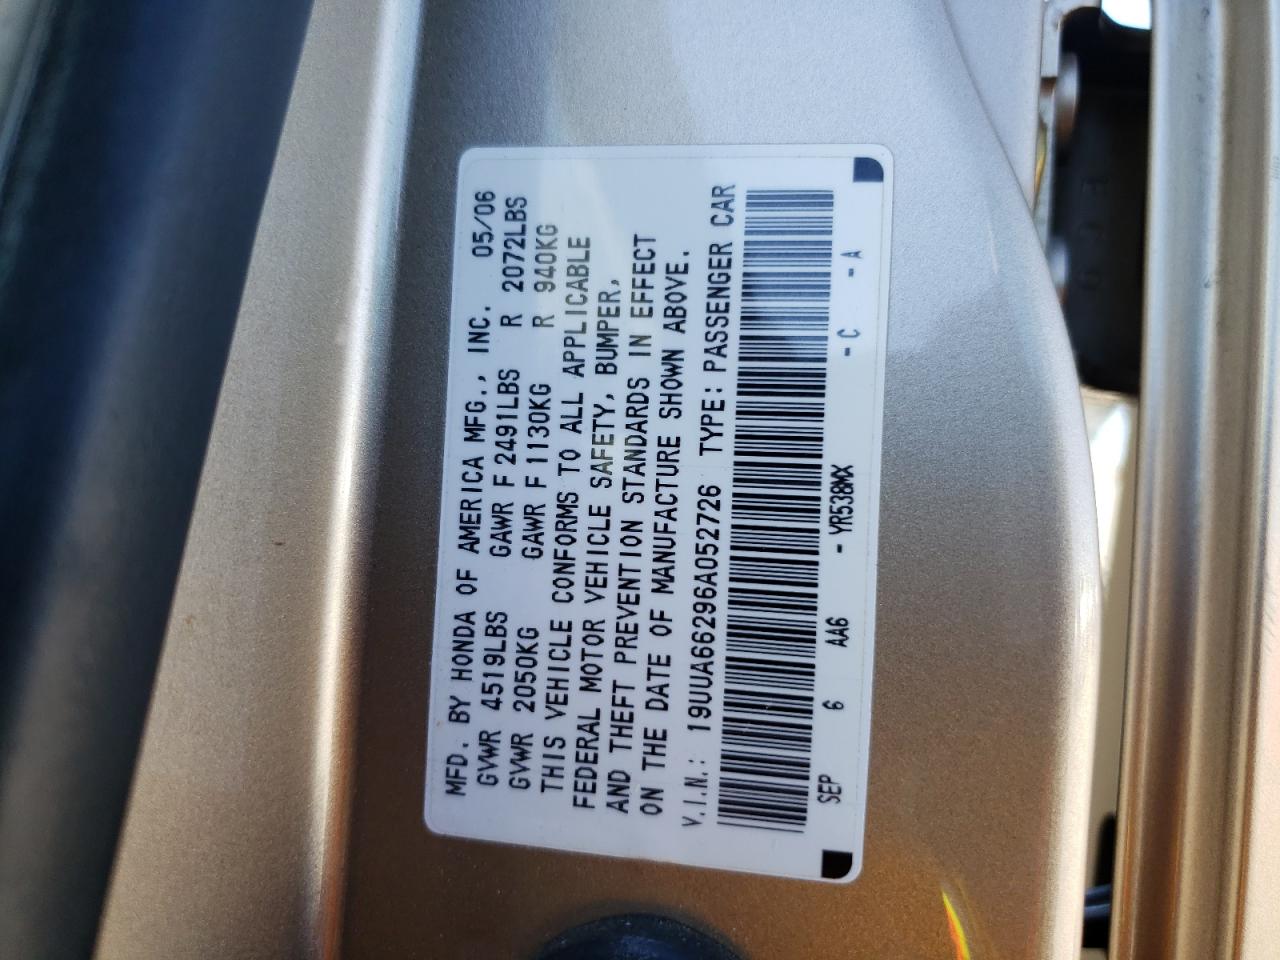 MFD. BY HONDA OF AMERICA MFG., INC. 05/06
GVWR 4519LBS GAWR F 2491LBS R 2072LBS
GVWR 2050KG GAWR F 1130KG R 940KG
THIS VEHICLE CONFORMS TO ALL APPLICABLE
FEDERAL MOTOR VEHICLE SAFETY, BUMPER,
AND THEFT PREVENTION STANDARDS IN EFFECT
ON THE DATE OF MANUFACTURE SHOWN ABOVE.
V.I.N.: 19UUA66296A052726 TYPE: PASSENGER CAR
SEP 6 AA6 - YR538MX - C - A